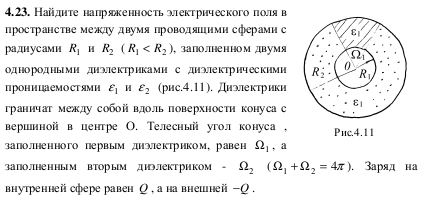 4.23. Найдите напряженность электрического поля в
пространстве между двумя проводящими сферами с
радиусами R₁ и R₂ (R₁ < R₂), заполненном двумя
однородными диэлектриками с диэлектрическими
проницаемостями ε₁ и ε₂ (рис.4.11). Диэлектрики
граничат между собой вдоль поверхности конуса с
вершиной в центре О. Телесный угол конуса ,
заполненного первым диэлектриком, равен Ω₁, а
заполненным вторым диэлектриком - Ω₂ (Ω₁ + Ω₂ = 4π). Заряд на
внутренней сфере равен Q, а на внешней −Q.
ε₁
Ω₁
0
R₂ R₁
ε₁
Рис.4.11